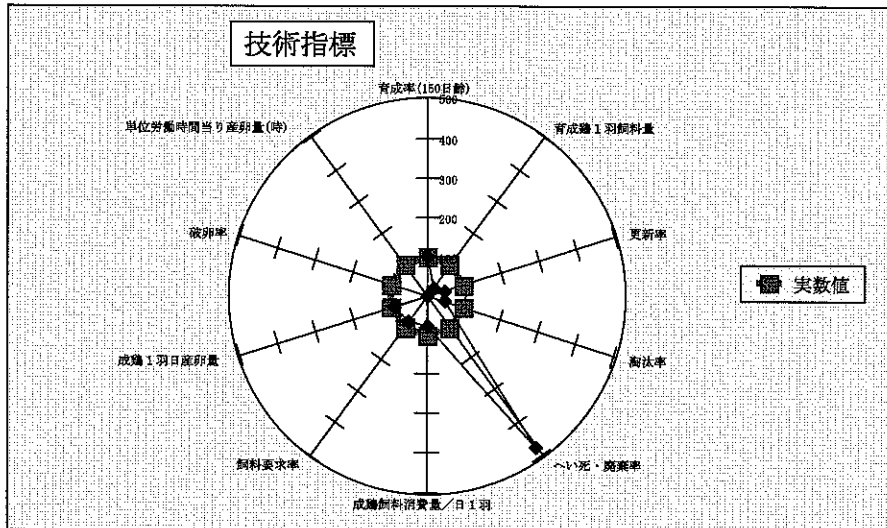 技術指標
育成率(150日齢)
500
400
300
200
育成鶏1羽飼料量
更新率
淘汰率
へい死・廃棄率
成鶏飼料消費量/日1羽
飼料要求率
成鶏1羽日産卵量
破卵率
単位労働時間当り産卵量(時)
実数値